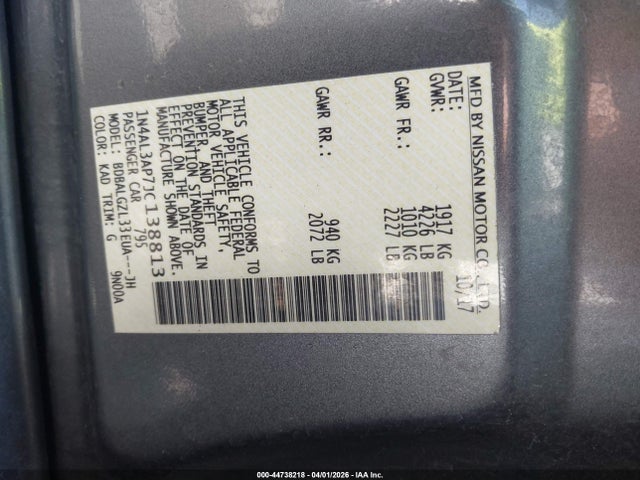 MFD BY NISSAN MOTOR CO., LTD.
DATE: 10/17
GVWR: 1917 KG
4226 LB
GAWR FR.: 1010 KG
2227 LB
GAWR RR.: 940 KG
2072 LB
THIS VEHICLE CONFORMS TO
ALL APPLICABLE FEDERAL
MOTOR VEHICLE SAFETY,
BUMPER, AND THEFT
PREVENTION STANDARDS IN
EFFECT ON THE DATE OF
MANUFACTURE SHOWN ABOVE.
1N4AL3AP7JC138813
PASSENGER CAR 795
MODEL: BDBALGZL33EUA---JH
COLOR: KAD TRIM: G 9N00A
000-44738218 | 04/01/2026 | IAA Inc.